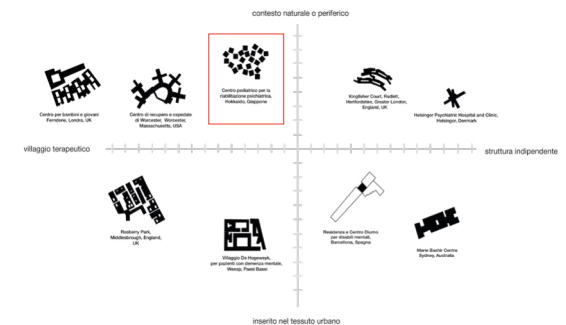 contesto naturale o periferico
Centro per bambini e giovani
Ferndene, Londra, UK
Centro di recupero e ospedale
di Worcester, Worcester,
Massachusetts, USA
Centro pediatrico per la
riabilitazione psichiatrica,
Hokkaido, Giappone
Kingfisher Court, Radlett,
Hertfordshire, Greater London,
England, UK
Helsingor Psychiatric Hospital and Clinic,
Helsingor, Denmark
villaggio terapeutico
struttura indipendente
Roseberry Park,
Middlesbrough, England,
UK
Villaggio De Hogeweyk,
per pazienti con demenza mentale,
Weesp, Paesi Bassi
Residenza e Centro Diurno
per disabili mentali,
Barcellona, Spagna
Marie Bashir Centre
Sydney, Australia
inserito nel tessuto urbano